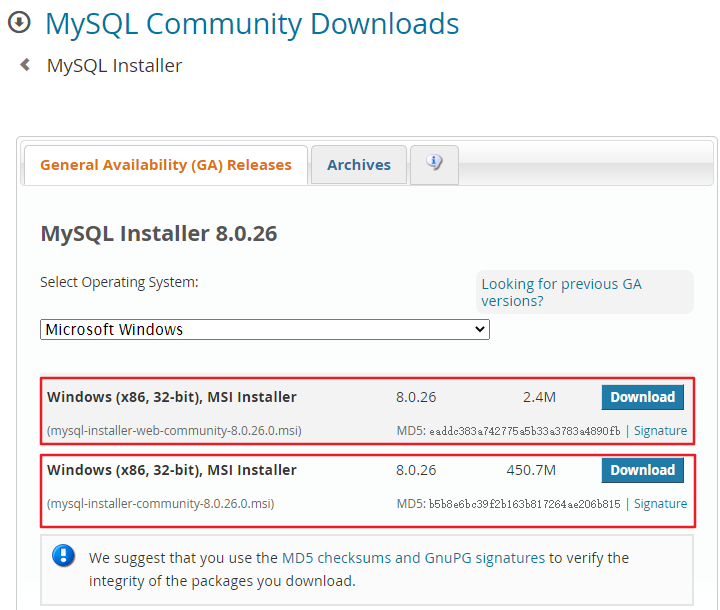 MySQL Community Downloads
MySQL Installer
General Availability (GA) Releases
Archives
MySQL Installer 8.0.26
Select Operating System:
Looking for previous GA
versions?
Microsoft Windows
Windows (x86, 32-bit), MSI Installer 8.0.26 2.4M Download
(mysql-installer-web-community-8.0.26.0.msi) MD5: eaddc383a742775a5b33a3783a4890fb | Signature
Windows (x86, 32-bit), MSI Installer 8.0.26 450.7M Download
(mysql-installer-community-8.0.26.0.msi) MD5: b5b8e6bc39f2b163b817264ae206b815 | Signature
We suggest that you use the MD5 checksums and GnuPG signatures to verify the
integrity of the packages you download.